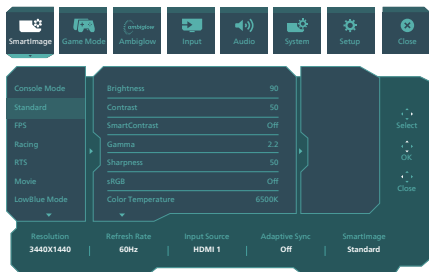 ambiglow
SmartImage Game Mode Ambiglow Input Audio System Setup Close
Console Mode
Standard
FPS
Racing
RTS
Movie
LowBlue Mode
Brightness 90
Contrast 50
SmartContrast Off
Gamma 2.2
Sharpness 50
sRGB Off
Color Temperature 6500K
Select
OK
Close
Resolution Refresh Rate Input Source Adaptive Sync SmartImage
3440X1440 60Hz HDMI 1 Off Standard